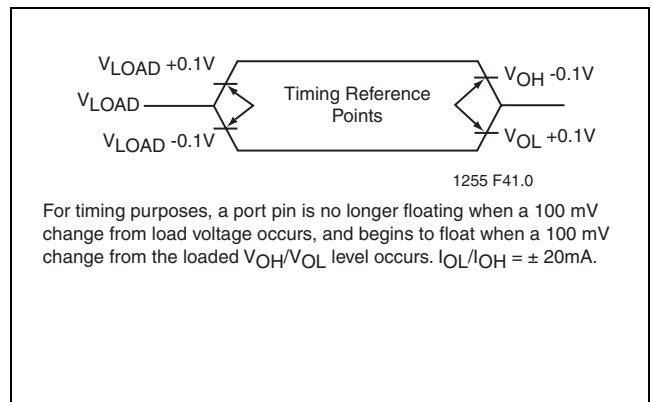 VLOAD +0.1V
VLOAD
VLOAD -0.1V
Timing Reference
Points
VOH -0.1V
VOL +0.1V
1255 F41.0
For timing purposes, a port pin is no longer floating when a 100 mV
change from load voltage occurs, and begins to float when a 100 mV
change from the loaded VOH/VOL level occurs. IOL/IOH = ± 20mA.